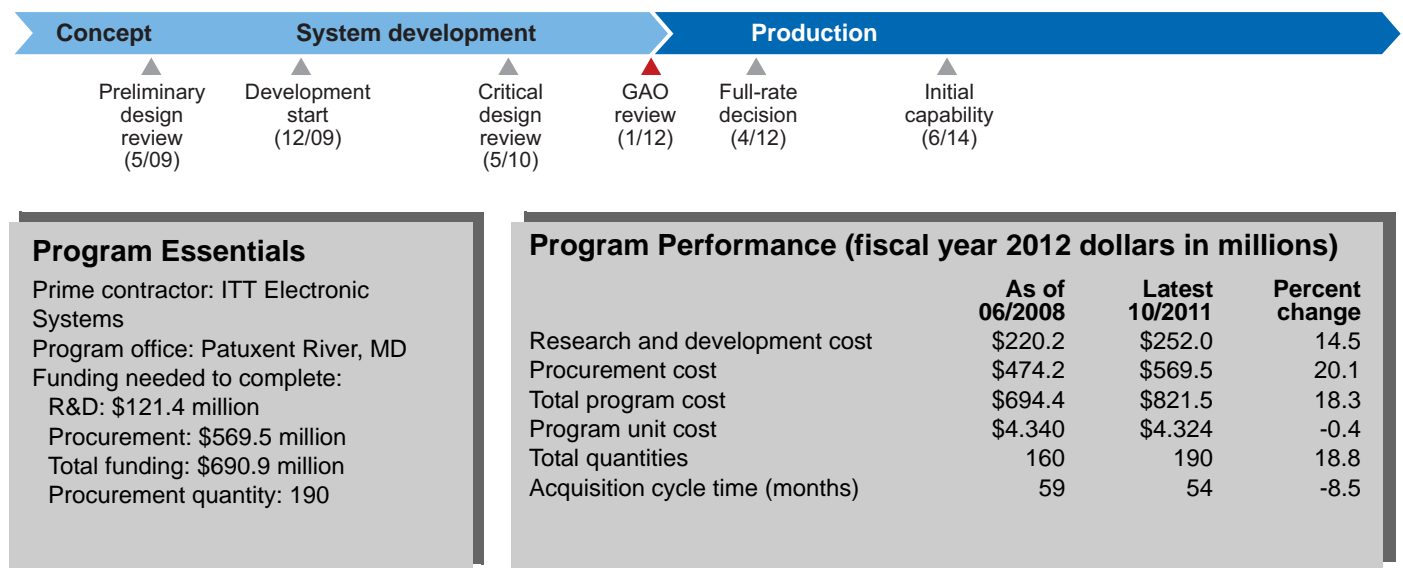 Concept System development Production
Preliminary design review (5/09)
Development start (12/09)
Critical design review (5/10)
GAO review (1/12)
Full-rate decision (4/12)
Initial capability (6/14)
Program Essentials
Prime contractor: ITT Electronic
Systems
Program office: Patuxent River, MD
Funding needed to complete:
R&D: $121.4 million
Procurement: $569.5 million
Total funding: $690.9 million
Procurement quantity: 190
Program Performance (fiscal year 2012 dollars in millions)
As of 06/2008 Latest 10/2011 Percent change
Research and development cost $220.2 $252.0 14.5
Procurement cost $474.2 $569.5 20.1
Total program cost $694.4 $821.5 18.3
Program unit cost $4.340 $4.324 -0.4
Total quantities 160 190 18.8
Acquisition cycle time (months) 59 54 -8.5